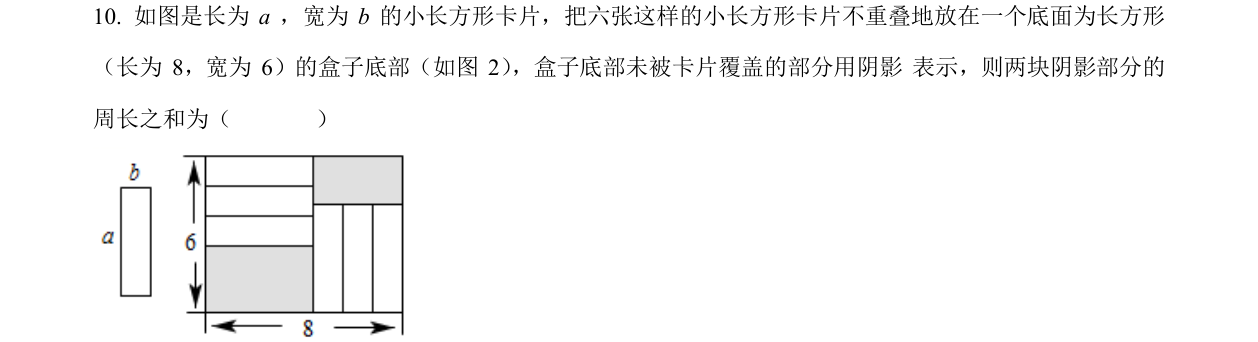 10. 如图是长为 a ，宽为 b 的小长方形卡片，把六张这样的小长方形卡片不重叠地放在一个底面为长方形
（长为 8，宽为 6）的盒子底部（如图 2），盒子底部未被卡片覆盖的部分用阴影 表示，则两块阴影部分的
周长之和为（ ）
b
a
6
8